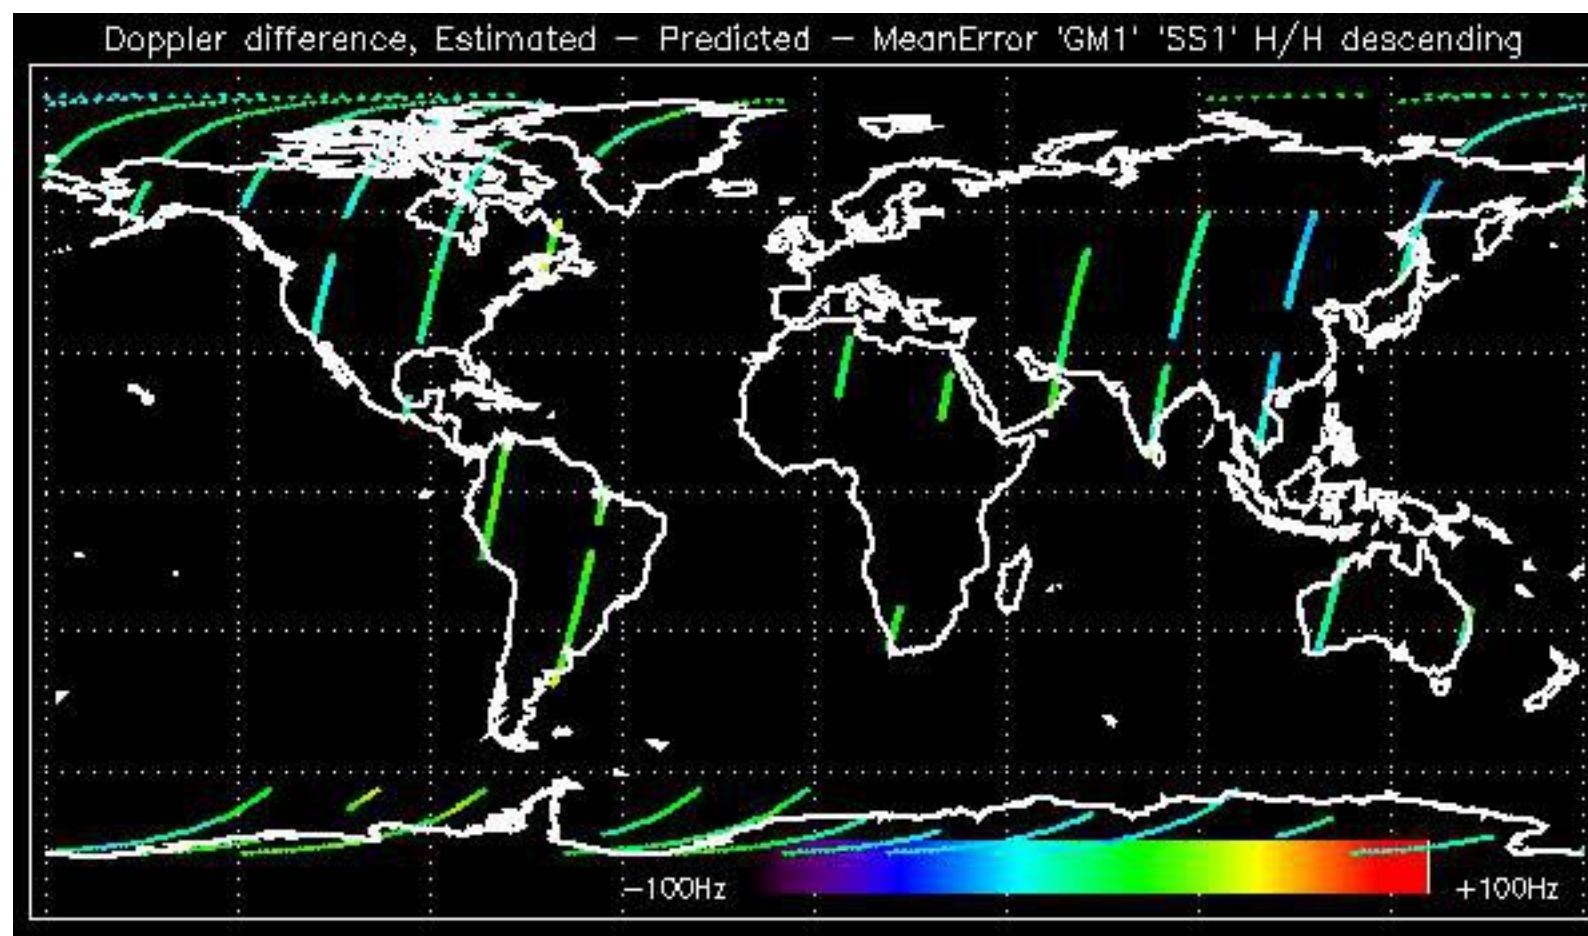 Doppler difference, Estimated – Predicted – MeanError 'GM1' 'SS1' H/H descending
-100Hz
+100Hz